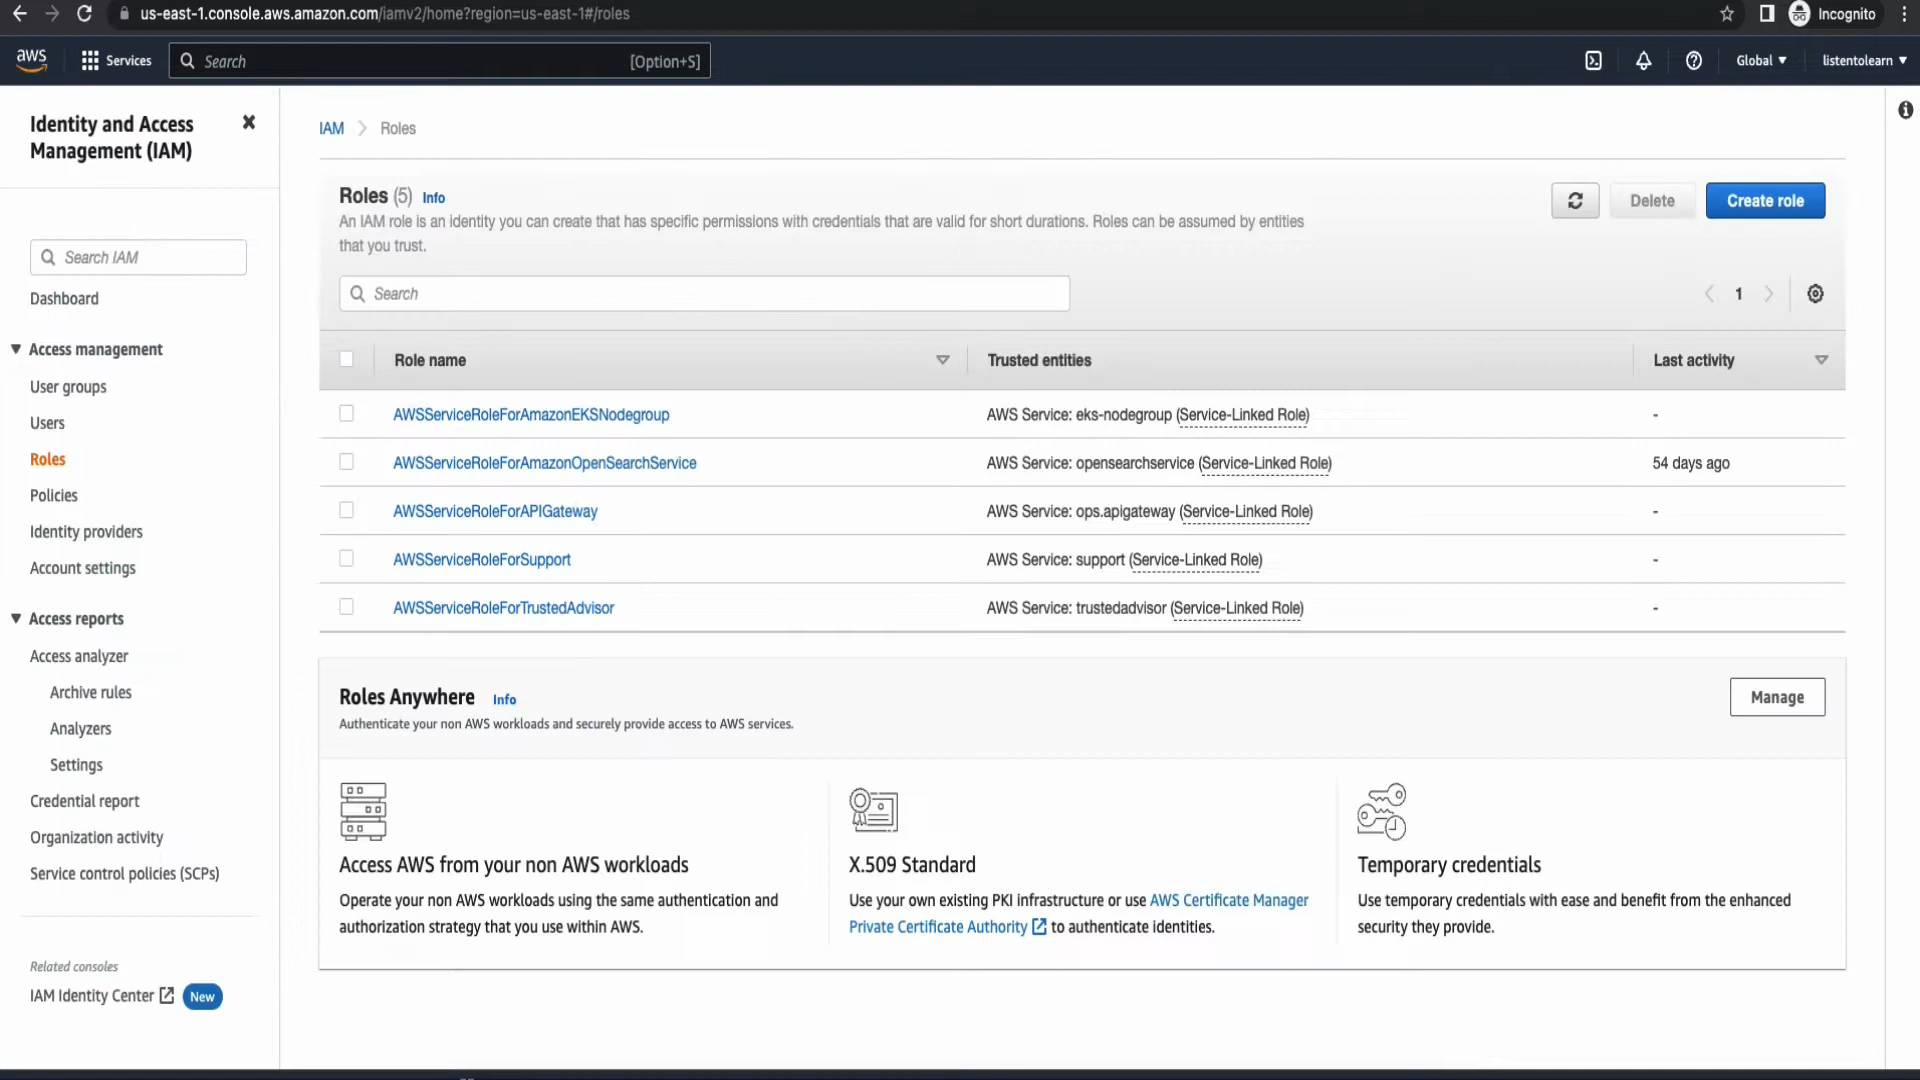 us-east-1.console.aws.amazon.com/iamv2/home?region=us-east-1#/roles
Incognito
aws
Services
Search
[Option+S]
Global
listentolearn
Identity and Access
Management (IAM)
Search IAM
Dashboard
Access management
User groups
Users
Roles
Policies
Identity providers
Account settings
Access reports
Access analyzer
Archive rules
Analyzers
Settings
Credential report
Organization activity
Service control policies (SCPs)
Related consoles
IAM Identity Center New
IAM Roles
Roles (5) Info
An IAM role is an identity you can create that has specific permissions with credentials that are valid for short durations. Roles can be assumed by entities
that you trust.
Delete
Create role
Search
1
Role name Trusted entities Last activity
AWSServiceRoleForAmazonEKSNodegroup AWS Service: eks-nodegroup (Service-Linked Role) -
AWSServiceRoleForAmazonOpenSearchService AWS Service: opensearchservice (Service-Linked Role) 54 days ago
AWSServiceRoleForAPIGateway AWS Service: ops.apigateway (Service-Linked Role) -
AWSServiceRoleForSupport AWS Service: support (Service-Linked Role) -
AWSServiceRoleForTrustedAdvisor AWS Service: trustedadvisor (Service-Linked Role) -
Roles Anywhere Info
Authenticate your non AWS workloads and securely provide access to AWS services.
Manage
Access AWS from your non AWS workloads
Operate your non AWS workloads using the same authentication and
authorization strategy that you use within AWS.
X.509 Standard
Use your own existing PKI infrastructure or use AWS Certificate Manager
Private Certificate Authority to authenticate identities.
Temporary credentials
Use temporary credentials with ease and benefit from the enhanced
security they provide.